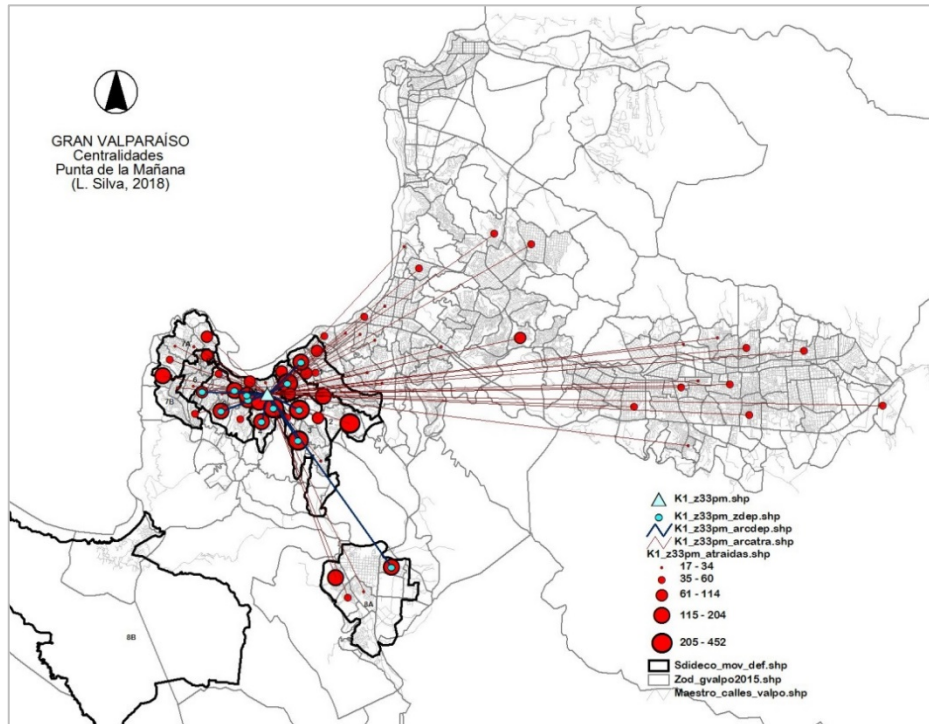 GRAN VALPARAÍSO
Centralidades
Punta de la Mañana
(L. Silva, 2018)
7A
7B
8A
8B
K1_z33pm.shp
K1_z33pm_zdep.shp
K1_z33pm_arcdep.shp
K1_z33pm_arcatra.shp
K1_z33pm_atraidas.shp
17 - 34
35 - 60
61 - 114
115 - 204
205 - 452
Sdideco_mov_def.shp
Zod_gvalpo2015.shp
Maestro_calles_valpo.shp